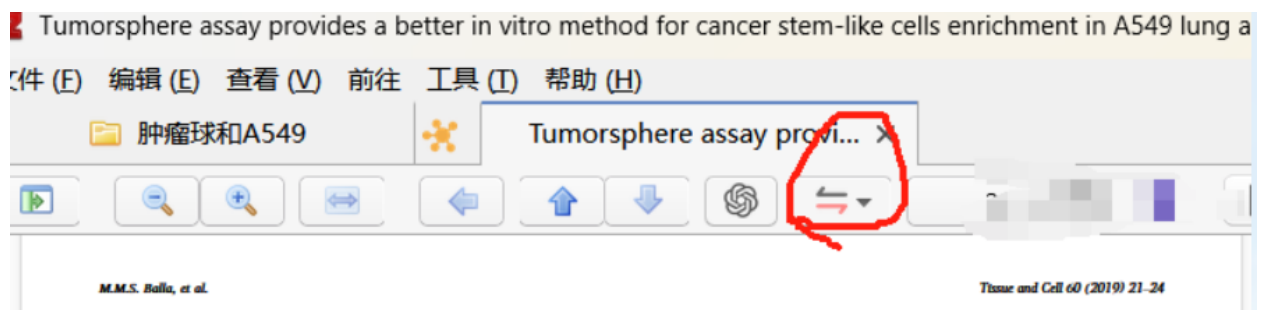 Tumorsphere assay provides a better in vitro method for cancer stem-like cells enrichment in A549 lung a
件 (F) 编辑 (E) 查看 (V) 前往 工具 (T) 帮助 (H)
肿瘤球和A549 Tumorsphere assay provi... ×
M.M.S. Balla, et al. Tissue and Cell 60 (2019) 21–24